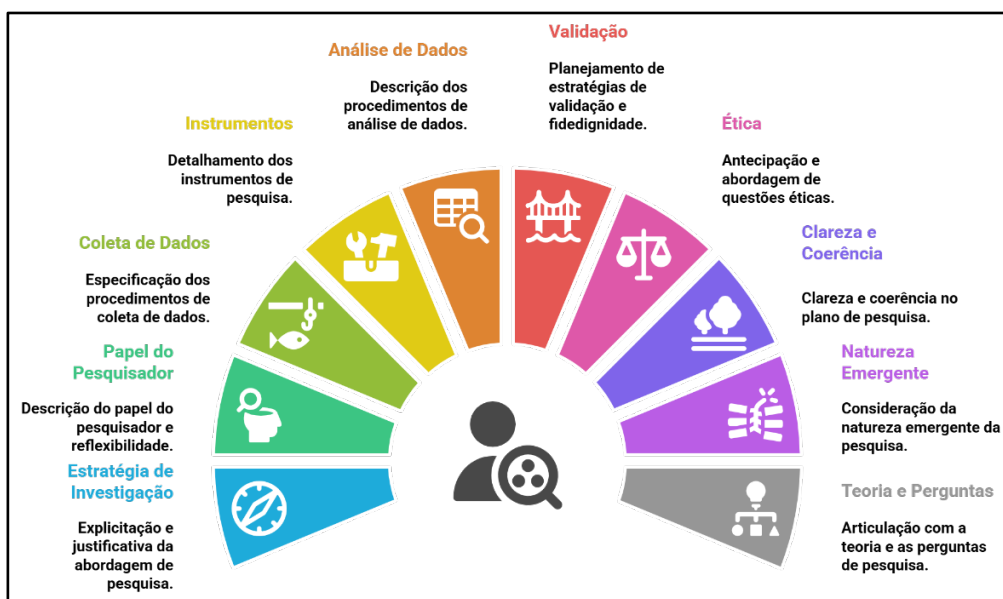 Estratégia de
Investigação
Explicitação e
justificativa da
abordagem de
pesquisa.
Papel do
Pesquisador
Descrição do papel do
pesquisador e
reflexibilidade.
Coleta de Dados
Especificação dos
procedimentos de
coleta de dados.
Instrumentos
Detalhamento dos
instrumentos de
pesquisa.
Análise de Dados
Descrição dos
procedimentos de
análise de dados.
Validação
Planejamento de
estratégias de
validação e
fidedignidade.
Ética
Antecipação e
abordagem de
questões éticas.
Clareza e
Coerência
Clareza e coerência no
plano de pesquisa.
Natureza
Emergente
Consideração da
natureza emergente da
pesquisa.
Teoria e Perguntas
Articulação com a
teoria e as perguntas
de pesquisa.